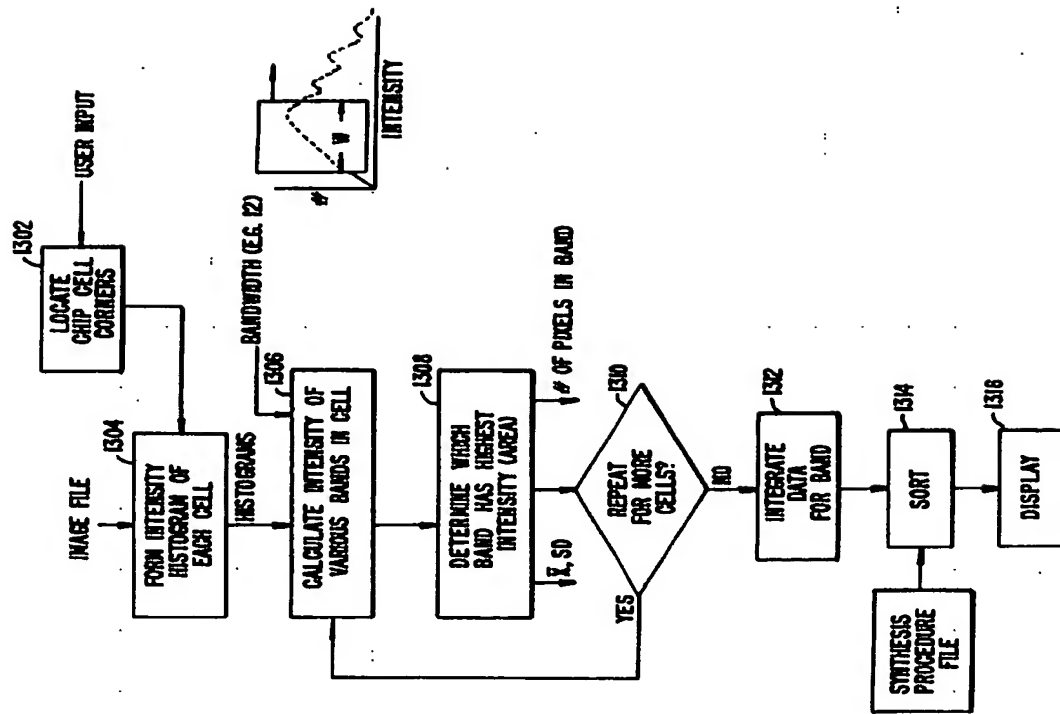 USER INPUT
1302
LOCATE
CHIP CELL
CORNERS
IMAGE FILE
1304
FORM INTENSITY
HISTOGRAM OF
EACH CELL
HISTOGRAMS
BANDWIDTH (E.G. 12)
1306
CALCULATE INTENSITY OF
VARIOUS BANDS IN CELL
#
W
INTENSITY
1308
DETERMINE WHICH
BAND HAS HIGHEST
INTENSITY (AREA)
X̄, SD
# OF PIXELS IN BAND
1310
REPEAT
FOR MORE
CELLS?
YES
NO
1312
INTEGRATE
DATA
FOR BAND
1314
SORT
SYNTHESIS
PROCEDURE
FILE
1318
DISPLAY